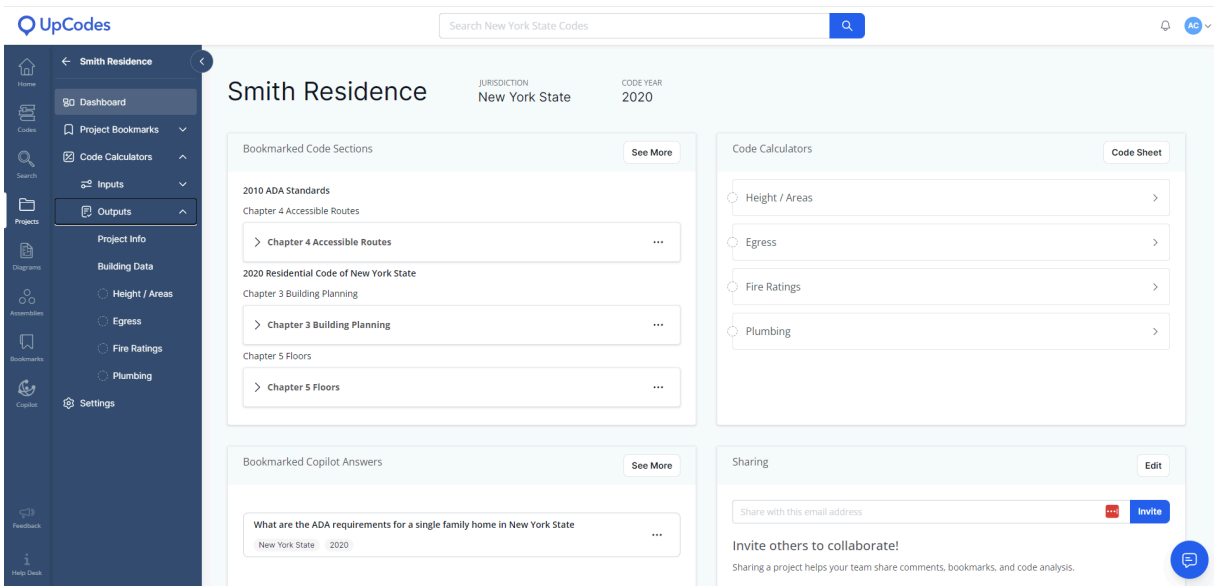 UpCodes
Search New York State Codes
AC
Home
Codes
Search
Projects
Diagrams
Assemblies
Bookmarks
Copilot
Feedback
Help Desk
Smith Residence
Dashboard
Project Bookmarks
Code Calculators
Inputs
Outputs
Project Info
Building Data
Height / Areas
Egress
Fire Ratings
Plumbing
Settings
Smith Residence
JURISDICTION
New York State
CODE YEAR
2020
Bookmarked Code Sections
See More
2010 ADA Standards
Chapter 4 Accessible Routes
Chapter 4 Accessible Routes
2020 Residential Code of New York State
Chapter 3 Building Planning
Chapter 3 Building Planning
Chapter 5 Floors
Chapter 5 Floors
Code Calculators
Code Sheet
Height / Areas
Egress
Fire Ratings
Plumbing
Bookmarked Copilot Answers
See More
What are the ADA requirements for a single family home in New York State
New York State 2020
Sharing
Edit
Share with this email address
Invite
Invite others to collaborate!
Sharing a project helps your team share comments, bookmarks, and code analysis.